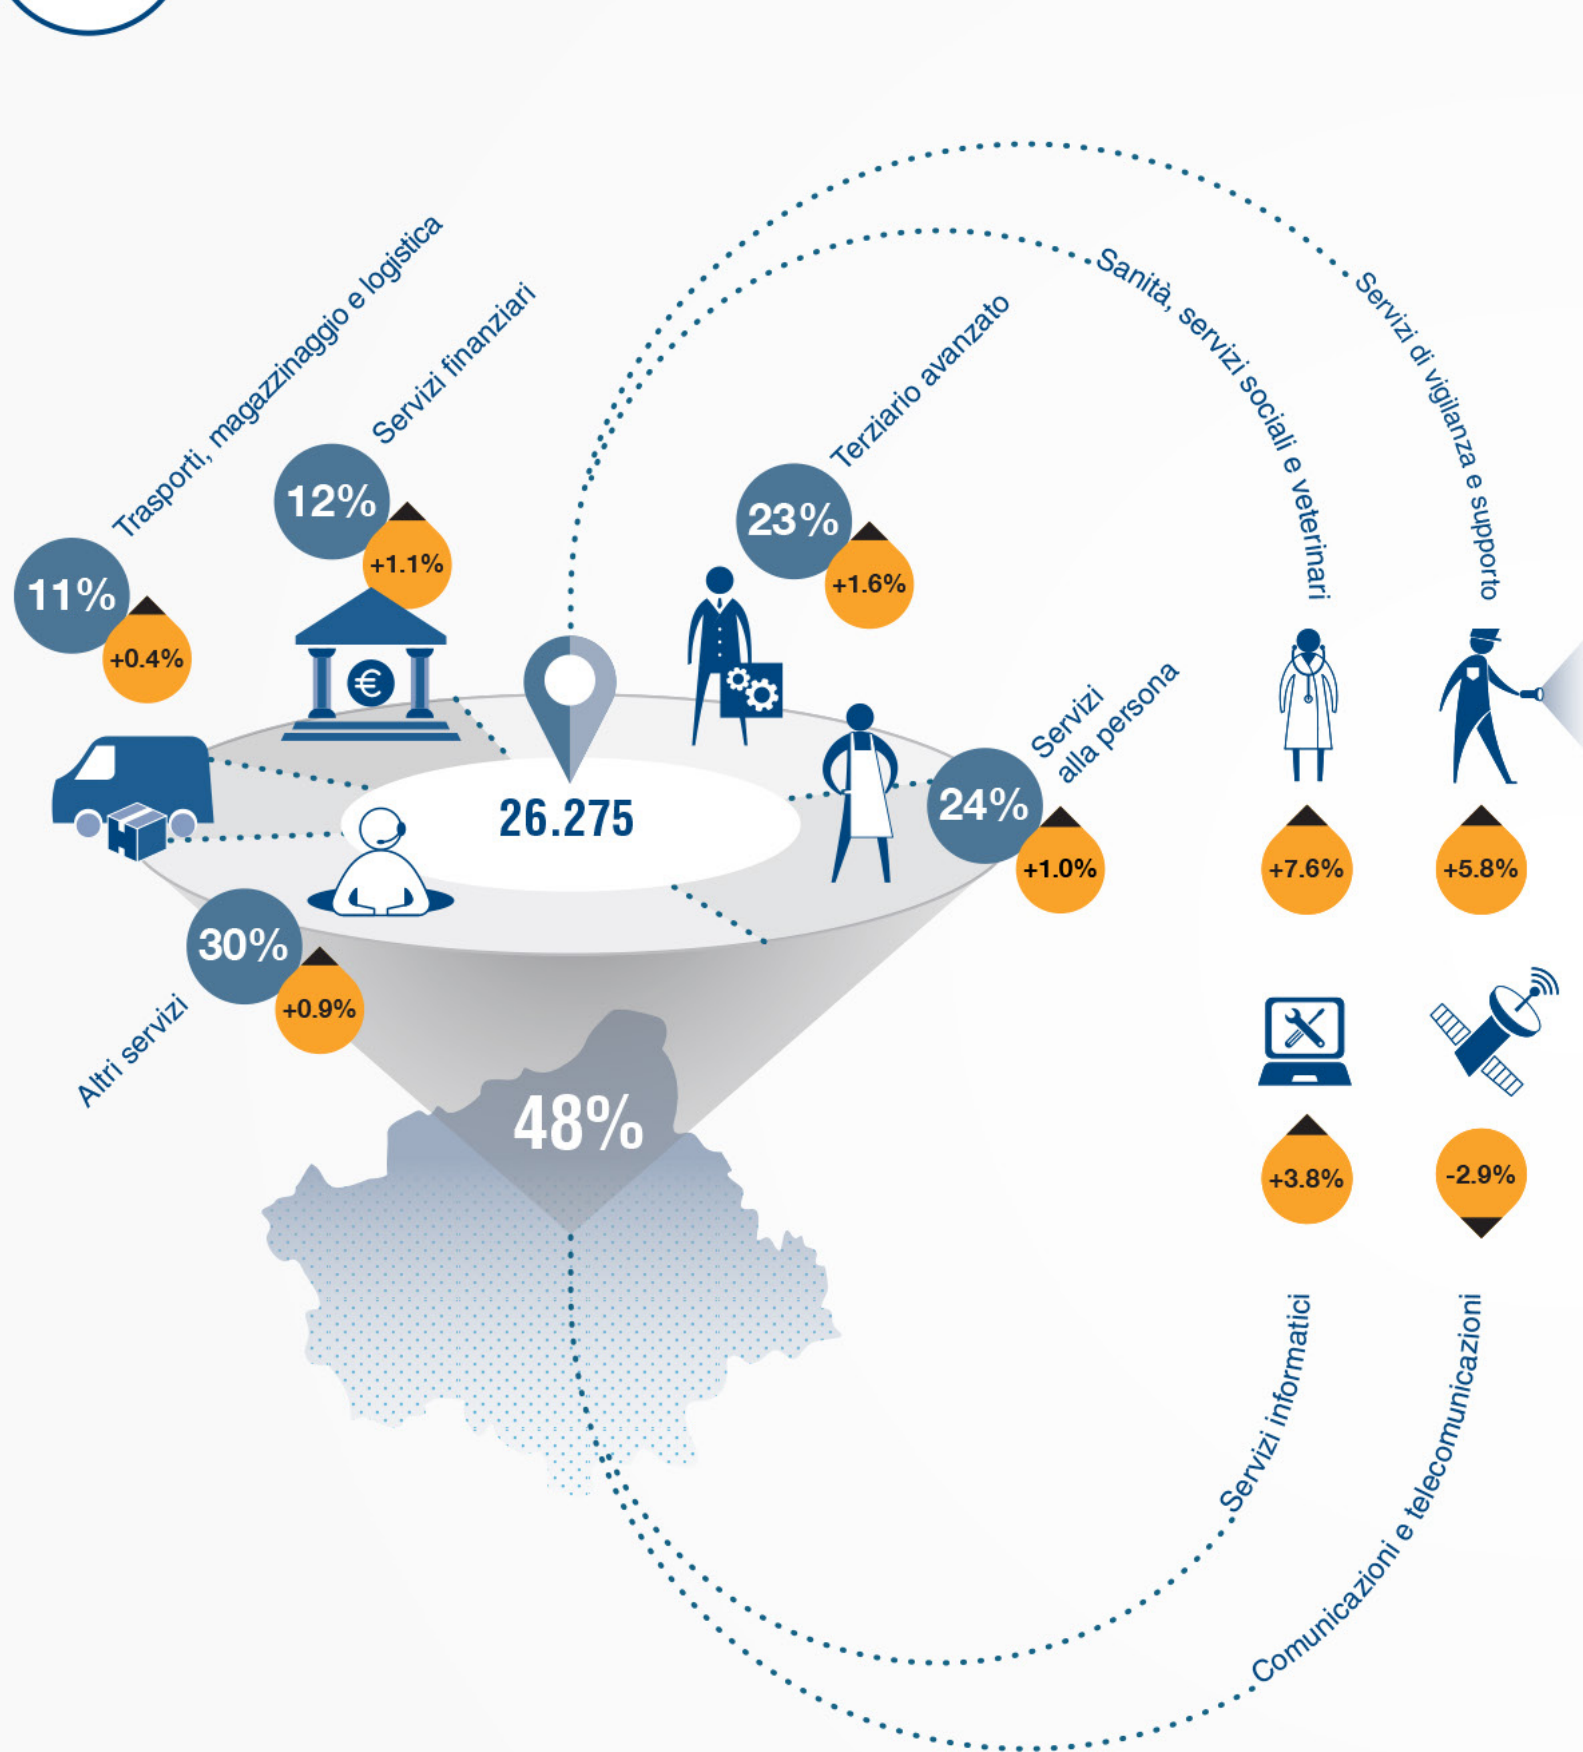 Trasporti, magazzinaggio e logistica
11%
+0.4%
Servizi finanziari
12%
+1.1%
€
Terziario avanzato
23%
+1.6%
Servizi
alla persona
24%
+1.0%
26.275
30%
+0.9%
Altri servizi
48%
Sanità, servizi sociali e veterinari
+7.6%
Servizi di vigilanza e supporto
+5.8%
+3.8%
Servizi informatici
-2.9%
Comunicazioni e telecomunicazioni